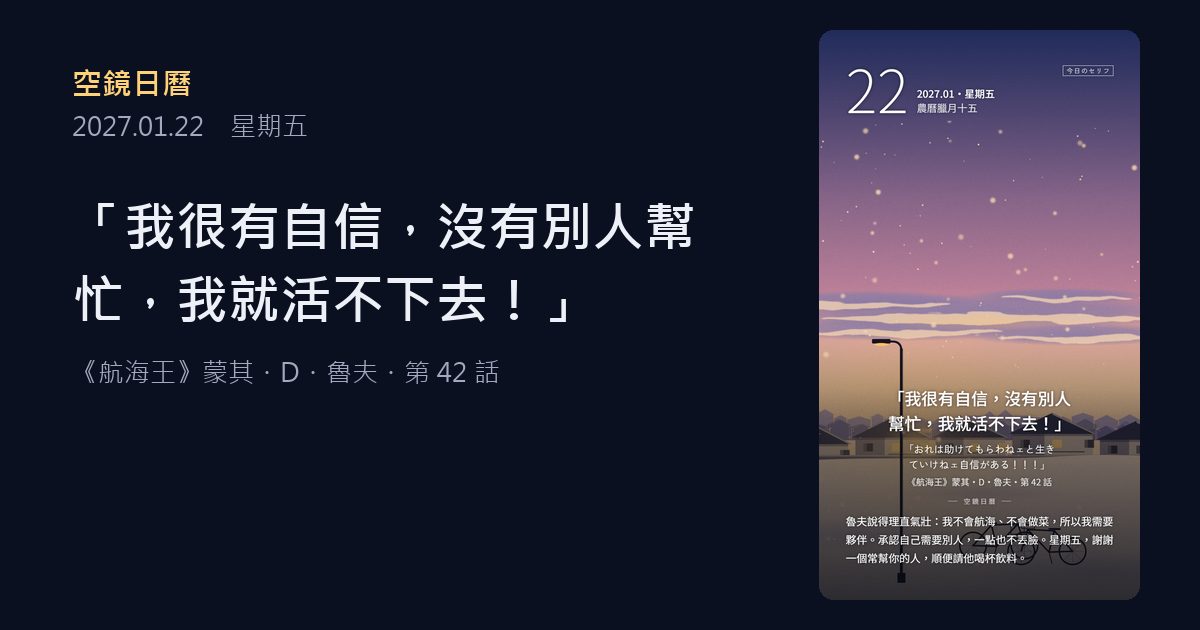 空鏡日曆
2027.01.22 星期五
「我很有自信，沒有別人幫
忙，我就活不下去！」
《航海王》蒙其·D·魯夫·第 42 話
今日のセリフ
22
2027.01・星期五
農曆臘月十五
「我很有自信，沒有別人
幫忙，我就活不下去！」
「おれは助けてもらわねェと生き
ていけねェ自信がある！！！」
《航海王》蒙其・D・魯夫・第 42 話
— 空鏡日曆 —
魯夫說得理直氣壯：我不會航海、不會做菜，所以我需要
夥伴。承認自己需要別人，一點也不丟臉。星期五，謝謝
一個常幫你的人，順便請他喝杯飲料。